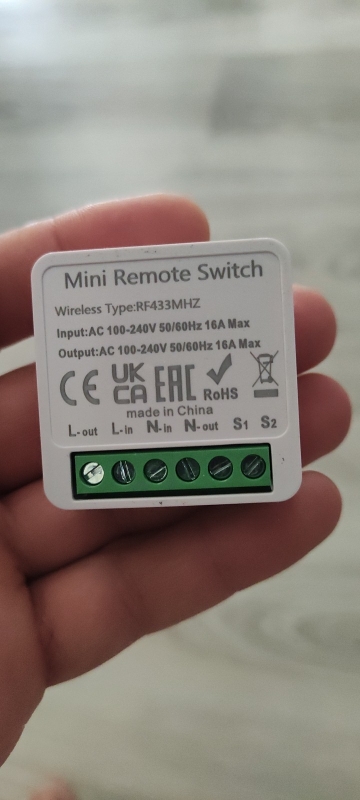 Mini Remote Switch
Wireless Type:RF433MHZ
Input:AC 100-240V 50/60Hz 16A Max
Output:AC 100-240V 50/60Hz 16A Max
CE UK CA EAC RoHS
made in China
L-out L-in N-in N-out S1 S2